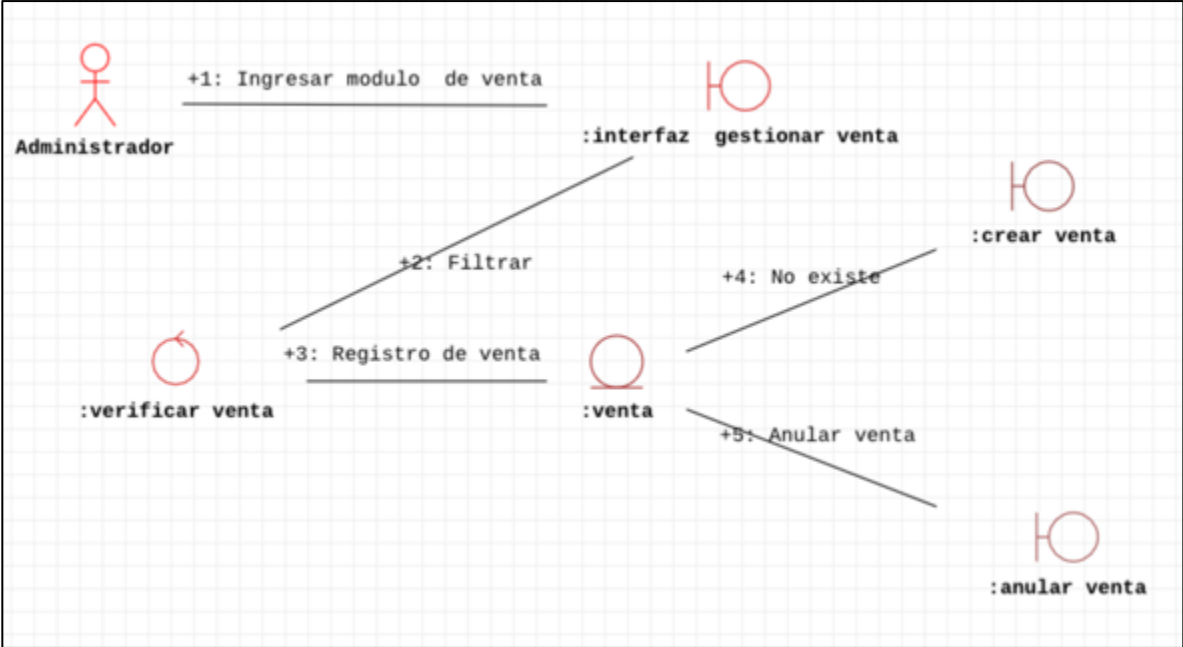 +1: Ingresar modulo  de venta
Administrador
:interfaz  gestionar venta
:crear venta
+2: Filtrar
+4: No existe
+3: Registro de venta
:verificar venta
:venta
+5: Anular venta
:anular venta